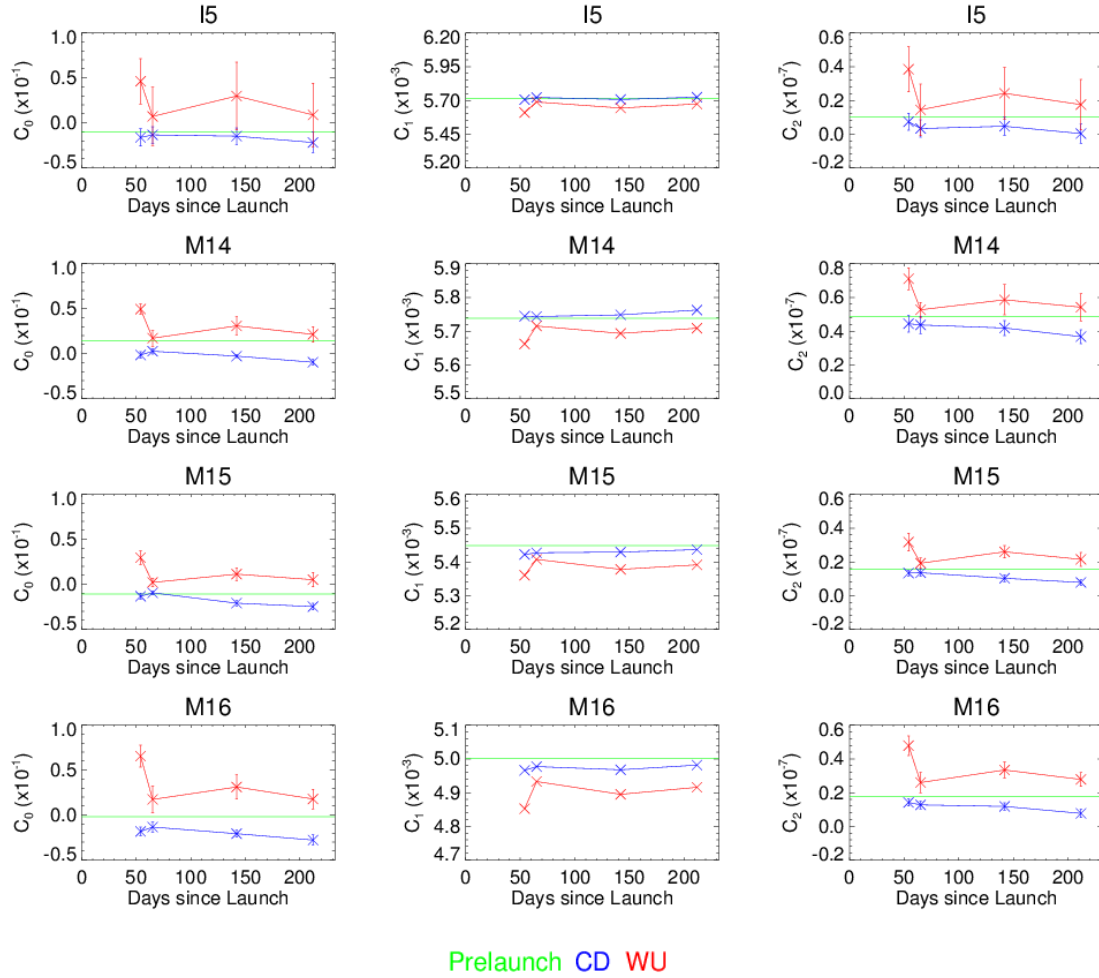 I5 I5 I5
C₀ (x10⁻¹) C₁ (x10⁻³) C₂ (x10⁻⁷)
1.0 6.20 0.6
0.5 5.95 0.4
0.0 5.70 0.2
5.45 0.0
-0.5 5.20 -0.2
0 50 100 150 200 0 50 100 150 200 0 50 100 150 200
Days since Launch Days since Launch Days since Launch
M14 M14 M14
C₀ (x10⁻¹) C₁ (x10⁻³) C₂ (x10⁻⁷)
1.0 5.9 0.8
0.5 5.8 0.6
0.0 5.7 0.4
5.6 0.2
-0.5 5.5 0.0
0 50 100 150 200 0 50 100 150 200 0 50 100 150 200
Days since Launch Days since Launch Days since Launch
M15 M15 M15
C₀ (x10⁻¹) C₁ (x10⁻³) C₂ (x10⁻⁷)
1.0 5.6 0.6
0.5 5.5 0.4
0.0 5.4 0.2
5.3 0.0
-0.5 5.2 -0.2
0 50 100 150 200 0 50 100 150 200 0 50 100 150 200
Days since Launch Days since Launch Days since Launch
M16 M16 M16
C₀ (x10⁻¹) C₁ (x10⁻³) C₂ (x10⁻⁷)
1.0 5.1 0.6
0.5 5.0 0.4
0.0 4.9 0.2
4.8 0.0
-0.5 4.7 -0.2
0 50 100 150 200 0 50 100 150 200 0 50 100 150 200
Days since Launch Days since Launch Days since Launch
Prelaunch CD WU